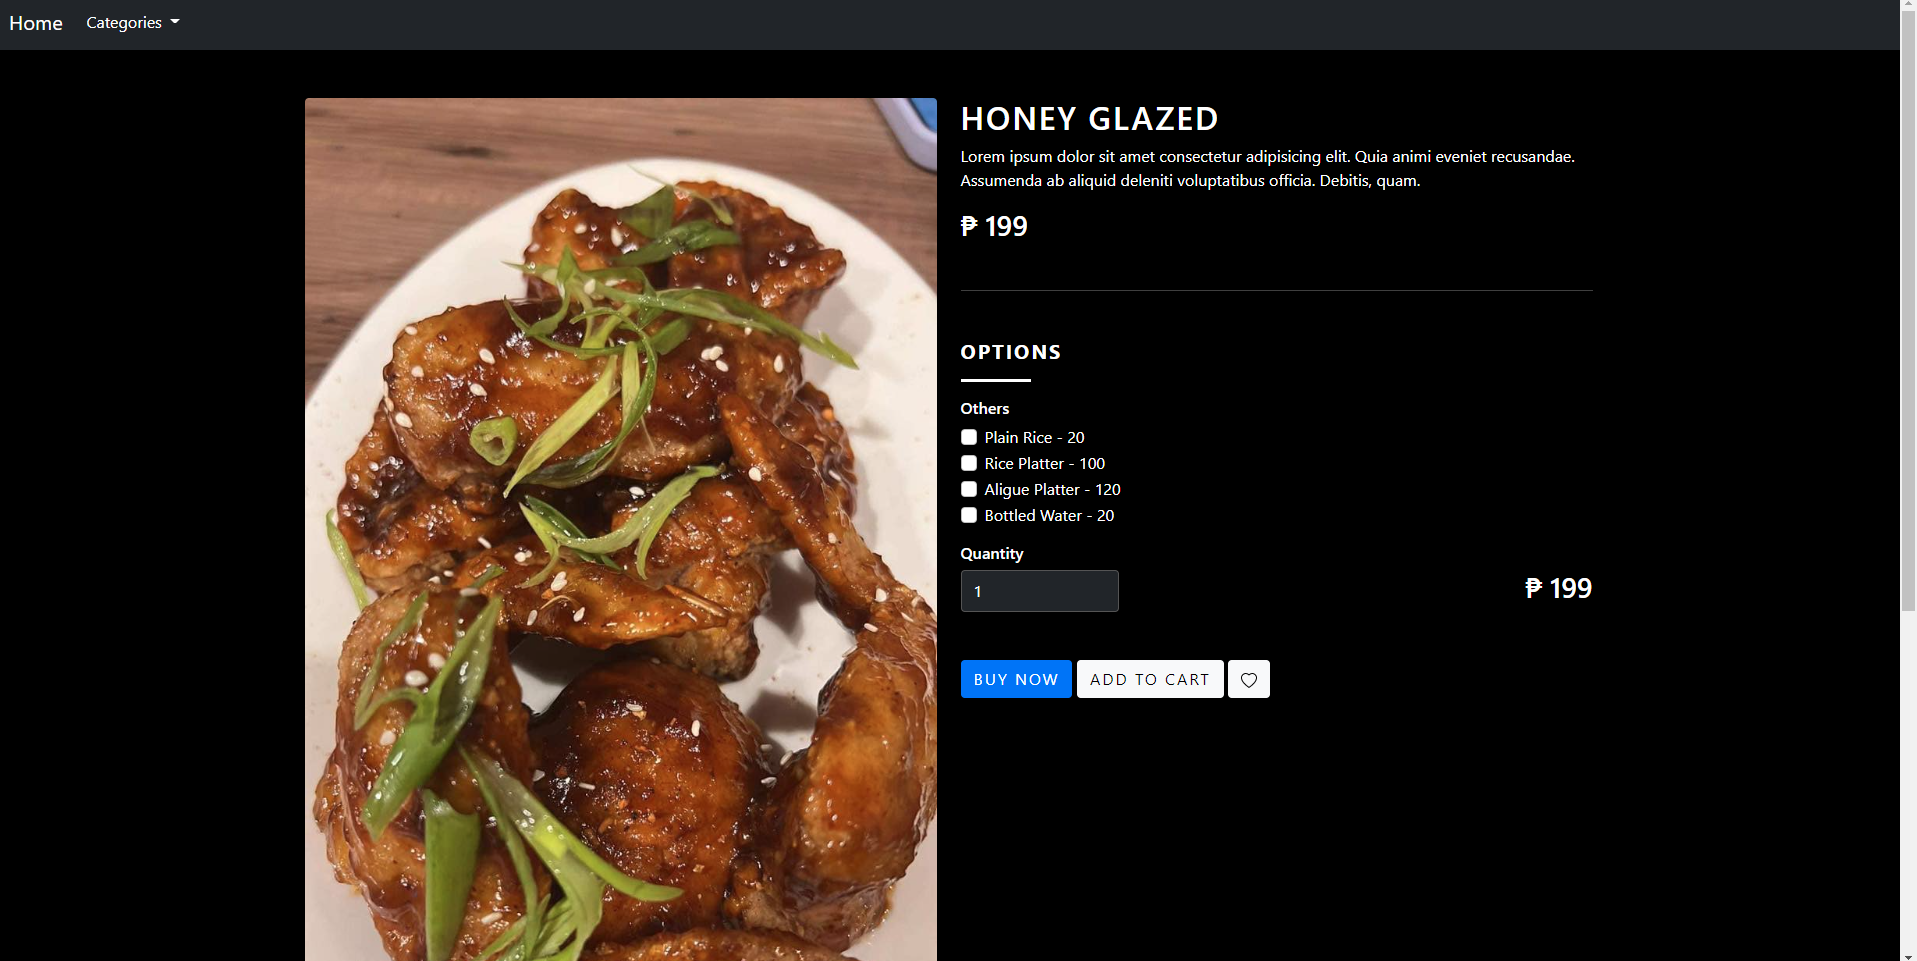 Home Categories
HONEY GLAZED
Lorem ipsum dolor sit amet consectetur adipisicing elit. Quia animi eveniet recusandae.
Assumenda ab aliquid deleniti voluptatibus officia. Debitis, quam.
₱ 199
OPTIONS
Others
Plain Rice - 20
Rice Platter - 100
Aligue Platter - 120
Bottled Water - 20
Quantity
1
₱ 199
BUY NOW ADD TO CART